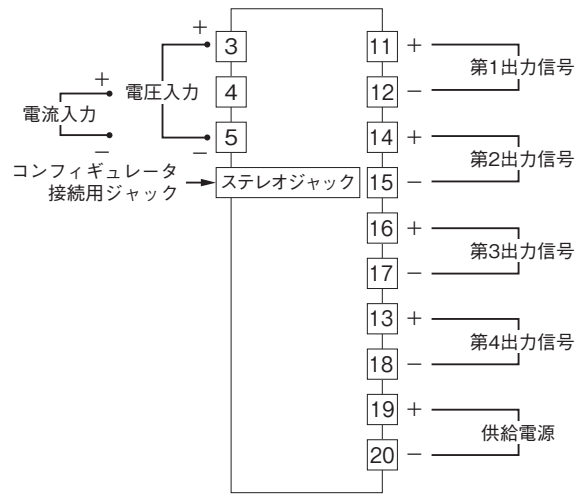 +
3
電圧入力
4
5
−
+
電流入力
−
コンフィギュレータ
接続用ジャック
ステレオジャック
11 +
第1出力信号
12 −
14 +
第2出力信号
15 −
16 +
第3出力信号
17 −
13 +
第4出力信号
18 −
19 +
供給電源
20 −